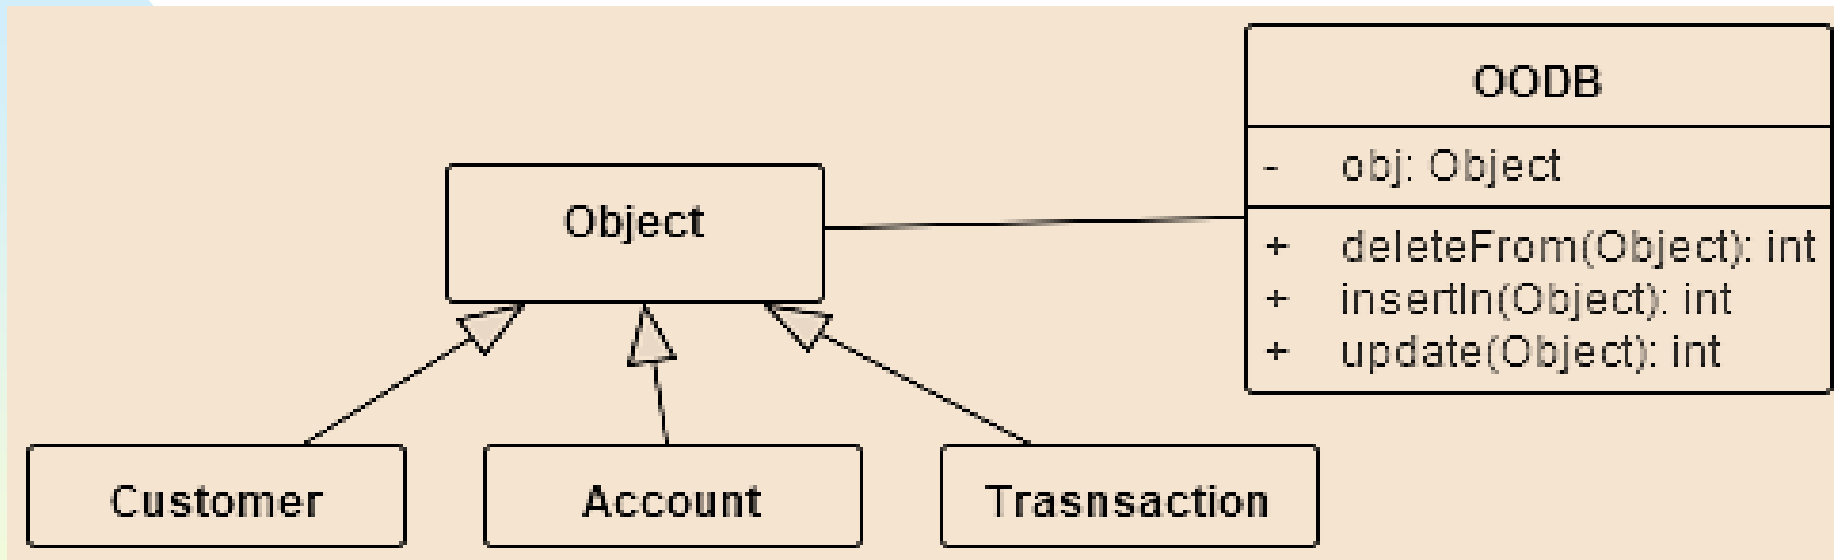 OODB
- obj: Object
+ deleteFrom(Object): int
+ insertIn(Object): int
+ update(Object): int
Object
Customer
Account
Trasnsaction